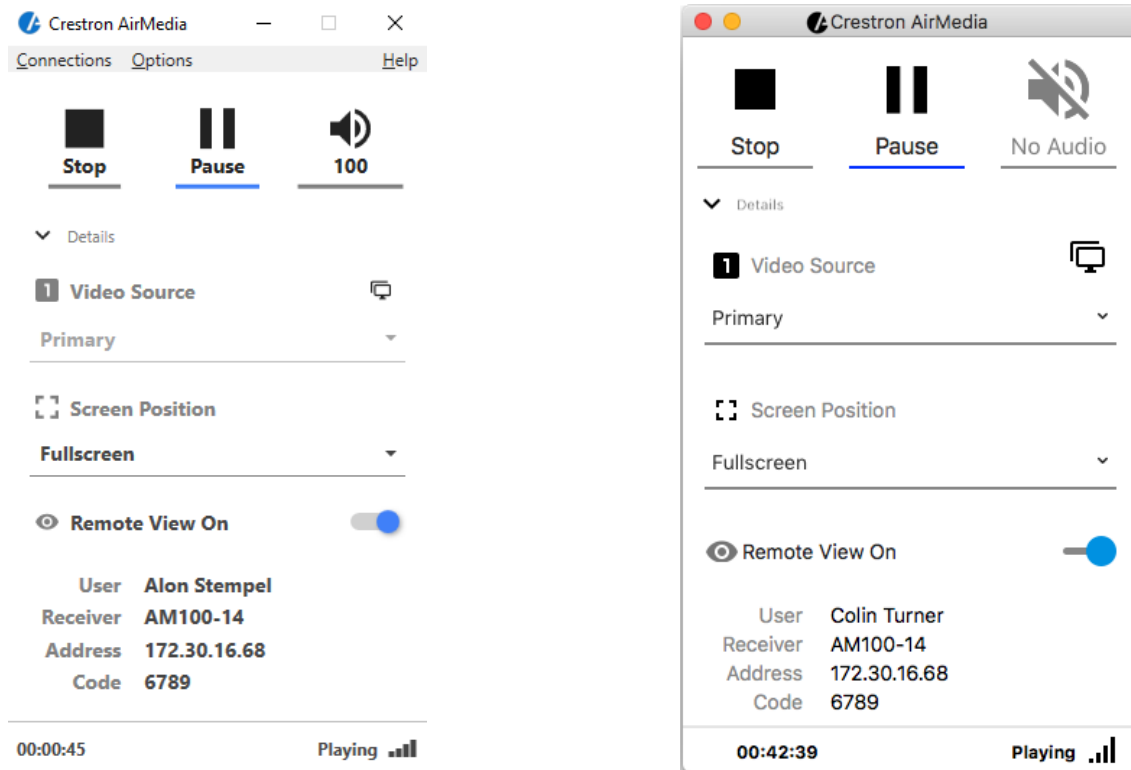 Crestron AirMedia
Connections Options Help
Stop Pause 100
Details
1 Video Source
Primary
Screen Position
Fullscreen
Remote View On
User Alon Stempel
Receiver AM100-14
Address 172.30.16.68
Code 6789
00:00:45 Playing
Crestron AirMedia
Stop Pause No Audio
Details
1 Video Source
Primary
Screen Position
Fullscreen
Remote View On
User Colin Turner
Receiver AM100-14
Address 172.30.16.68
Code 6789
00:42:39 Playing